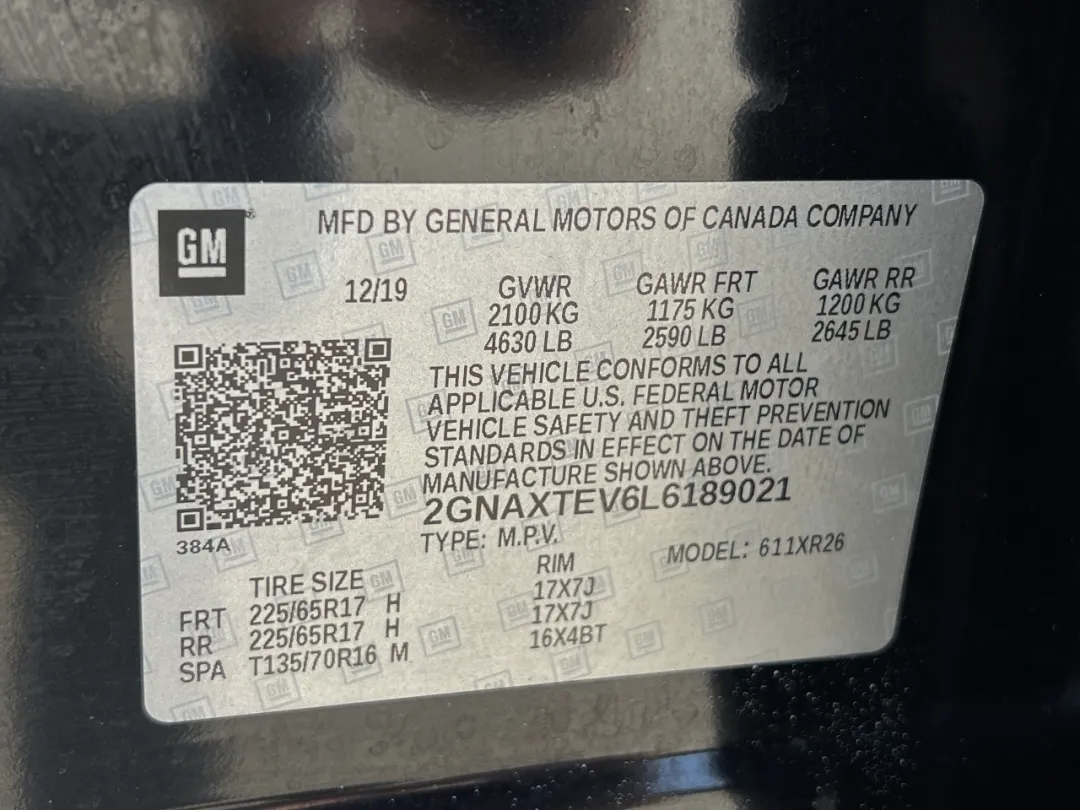 GM
MFD BY GENERAL MOTORS OF CANADA COMPANY
12/19 GVWR GAWR FRT GAWR RR
2100 KG 1175 KG 1200 KG
4630 LB 2590 LB 2645 LB
THIS VEHICLE CONFORMS TO ALL
APPLICABLE U.S. FEDERAL MOTOR
VEHICLE SAFETY AND THEFT PREVENTION
STANDARDS IN EFFECT ON THE DATE OF
MANUFACTURE SHOWN ABOVE.
2GNAXTEV6L6189021
384A
TYPE: M.P.V. MODEL: 611XR26
TIRE SIZE RIM
FRT 225/65R17 H 17X7J
RR 225/65R17 H 17X7J
SPA T135/70R16 M 16X4BT